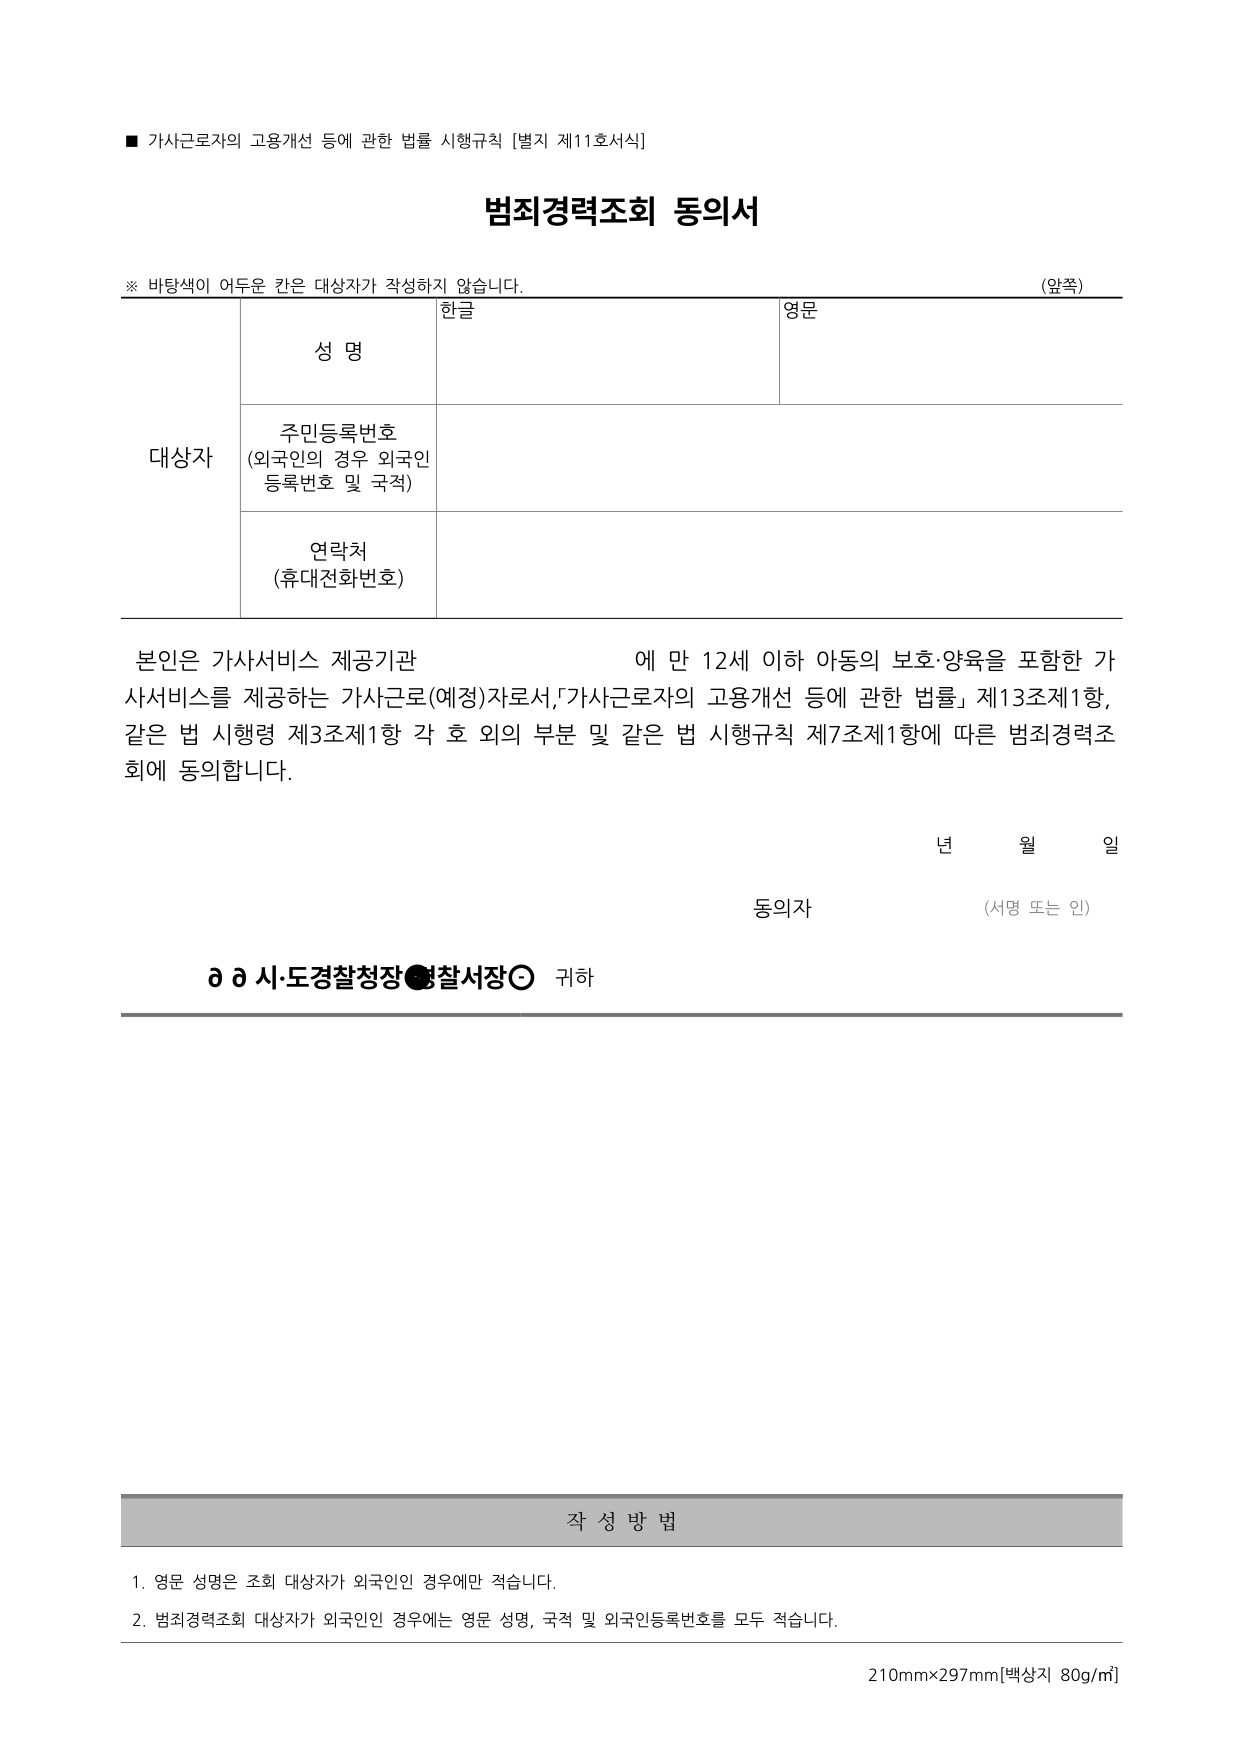 ■ 가사근로자의 고용개선 등에 관한 법률 시행규칙 [별지 제11호서식]
범죄경력조회 동의서
※ 바탕색이 어두운 칸은 대상자가 작성하지 않습니다. (앞쪽)
대상자
성 명
한글
영문
주민등록번호
(외국인의 경우 외국인
등록번호 및 국적)
연락처
(휴대전화번호)
본인은 가사서비스 제공기관 에 만 12세 이하 아동의 보호·양육을 포함한 가
사서비스를 제공하는 가사근로(예정)자로서,「가사근로자의 고용개선 등에 관한 법률」 제13조제1항,
같은 법 시행령 제3조제1항 각 호 외의 부분 및 같은 법 시행규칙 제7조제1항에 따른 범죄경력조
회에 동의합니다.
년 월 일
동의자 (서명 또는 인)
∂ ∂ 시·도경찰청장 찰서장 귀하
작 성 방 법
1. 영문 성명은 조회 대상자가 외국인인 경우에만 적습니다.
2. 범죄경력조회 대상자가 외국인인 경우에는 영문 성명, 국적 및 외국인등록번호를 모두 적습니다.
210mm×297mm[백상지 80g/㎡]